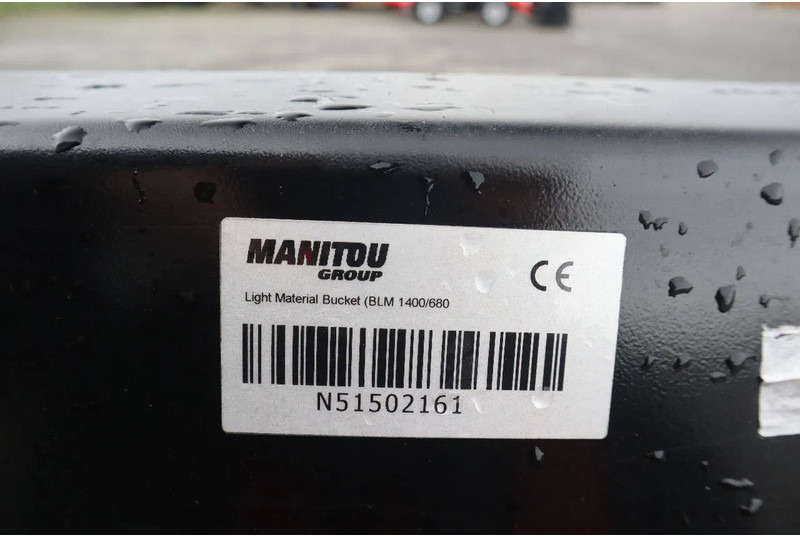 MANITOU
GROUP
CE
Light Material Bucket (BLM 1400/680
N51502161